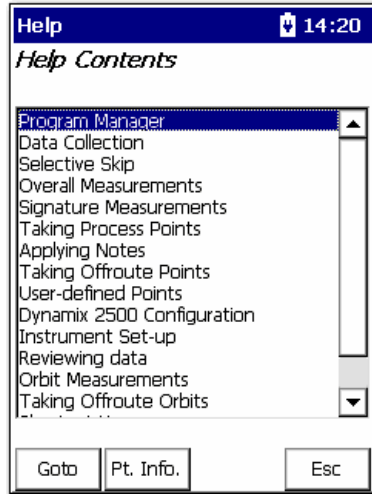 Help 14:20
Help Contents
Program Manager
Data Collection
Selective Skip
Overall Measurements
Signature Measurements
Taking Process Points
Applying Notes
Taking Offroute Points
User-defined Points
Dynamix 2500 Configuration
Instrument Set-up
Reviewing data
Orbit Measurements
Taking Offroute Orbits
Goto Pt. Info. Esc